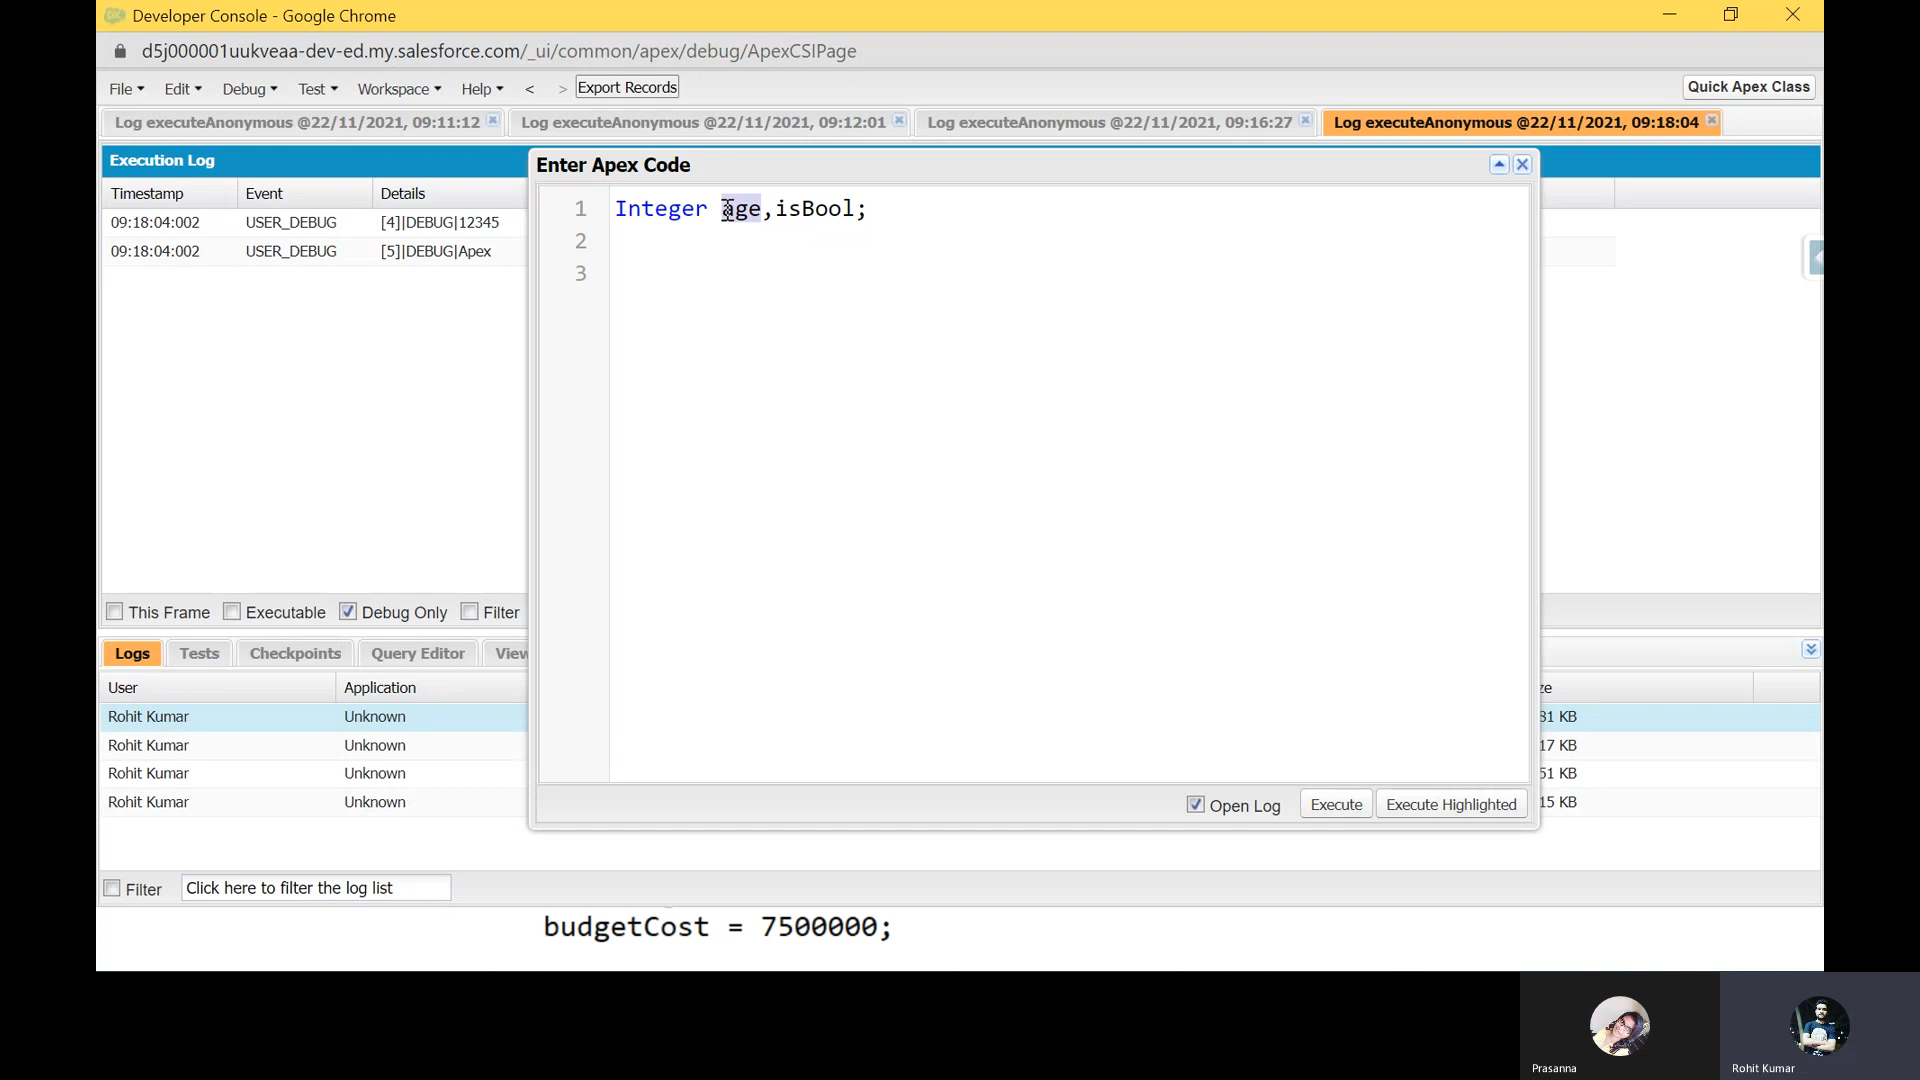 Developer Console - Google Chrome
d5j000001uukveaa-dev-ed.my.salesforce.com/_ui/common/apex/debug/ApexCSIPage
File Edit Debug Test Workspace Help < > Export Records Quick Apex Class
Log executeAnonymous @22/11/2021, 09:11:12 Log executeAnonymous @22/11/2021, 09:12:01 Log executeAnonymous @22/11/2021, 09:16:27 Log executeAnonymous @22/11/2021, 09:18:04
Execution Log
Timestamp Event Details
09:18:04:002 USER_DEBUG [4]|DEBUG|12345
09:18:04:002 USER_DEBUG [5]|DEBUG|Apex
Enter Apex Code
1 Integer age,isBool;
2
3
Open Log Execute Execute Highlighted
This Frame Executable Debug Only Filter
Logs Tests Checkpoints Query Editor View
User Application ze
Rohit Kumar Unknown 31 KB
Rohit Kumar Unknown 17 KB
Rohit Kumar Unknown 51 KB
Rohit Kumar Unknown 15 KB
Filter Click here to filter the log list
budgetCost = 7500000;
Prasanna Rohit Kumar